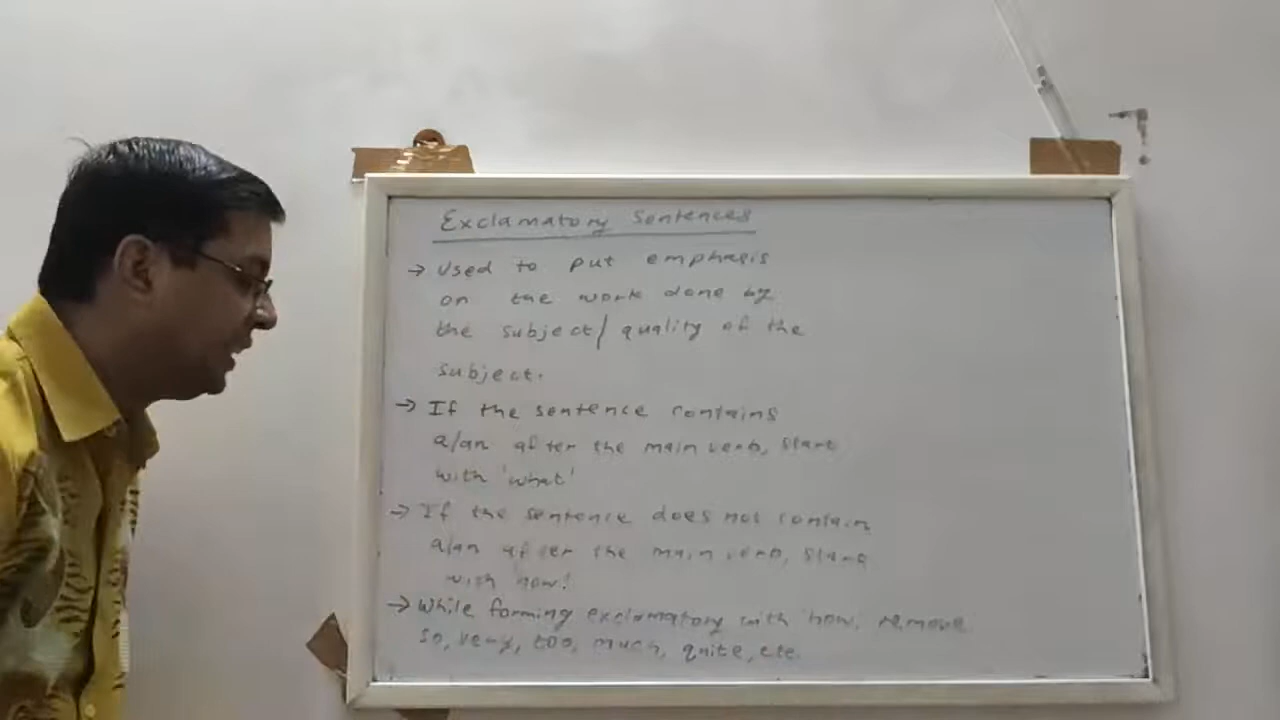 Exclamatory Sentences
→ Used to put emphasis
on the work done by
the subject/quality of the
subject.
→ If the sentence contains
a/an after the main verb, start
with 'what'
→ If the sentence does not contain
a/an after the main verb, start
with 'how'
→ While forming exclamatory with 'how, remove
so, very, too, much, quite, etc.